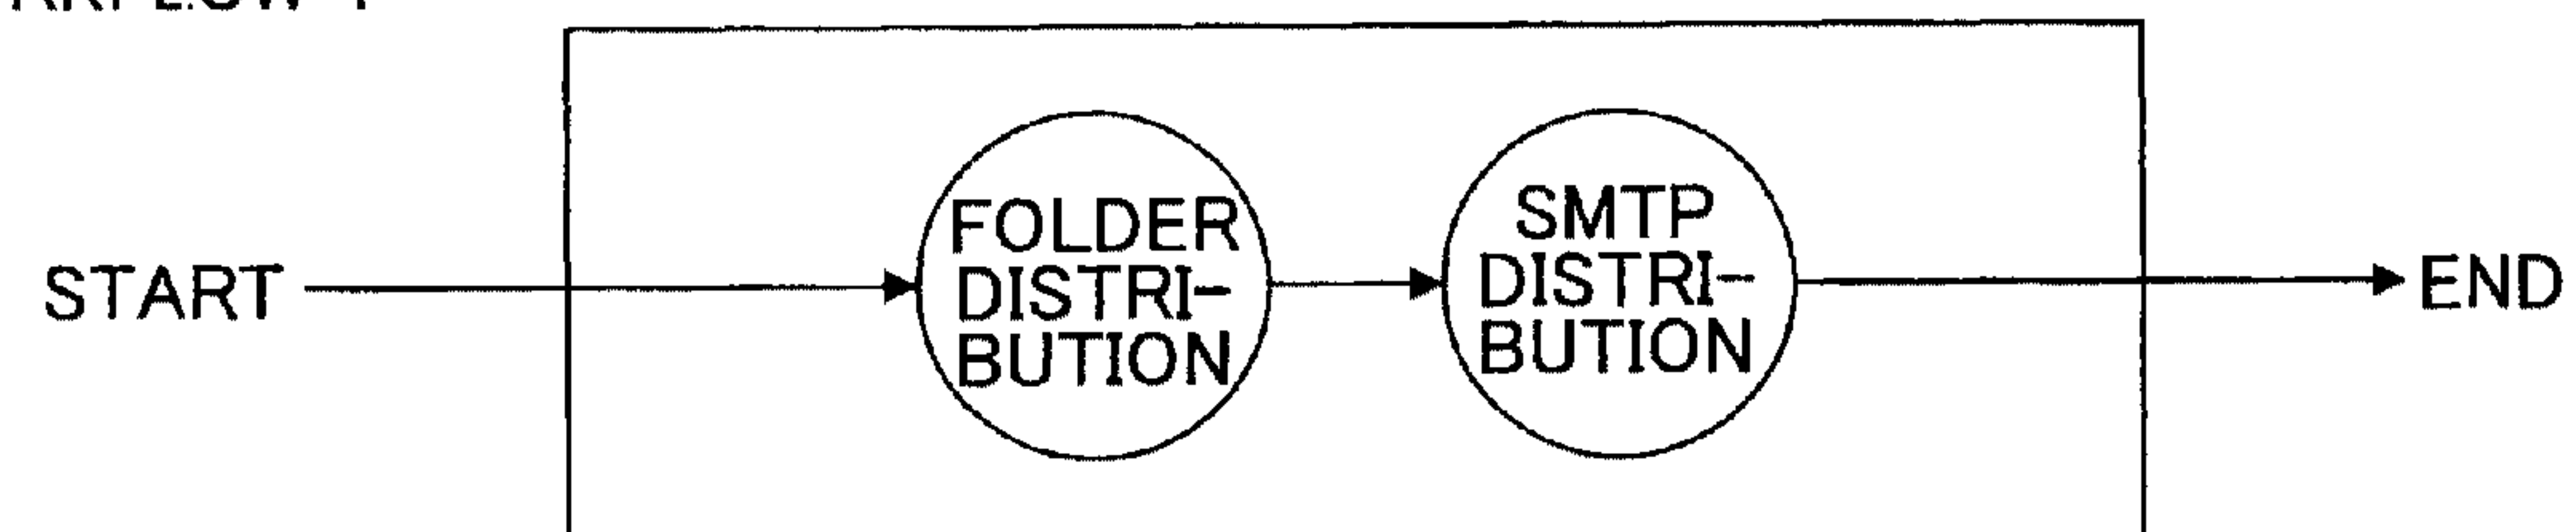 START
FOLDER
DISTRI-
BUTION
SMTP
DISTRI-
BUTION
END